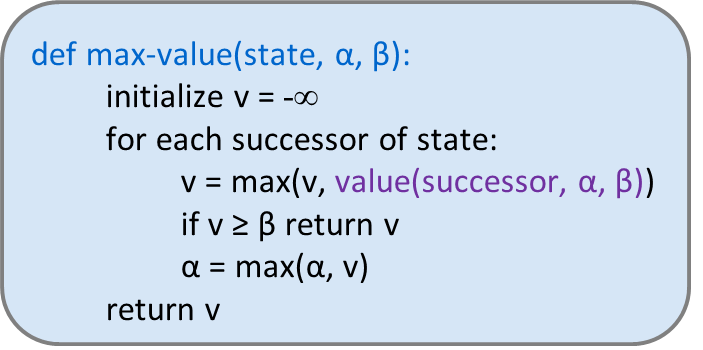 def max-value(state, α, β):
initialize v = -∞
for each successor of state:
v = max(v, value(successor, α, β))
if v ≥ β return v
α = max(α, v)
return v